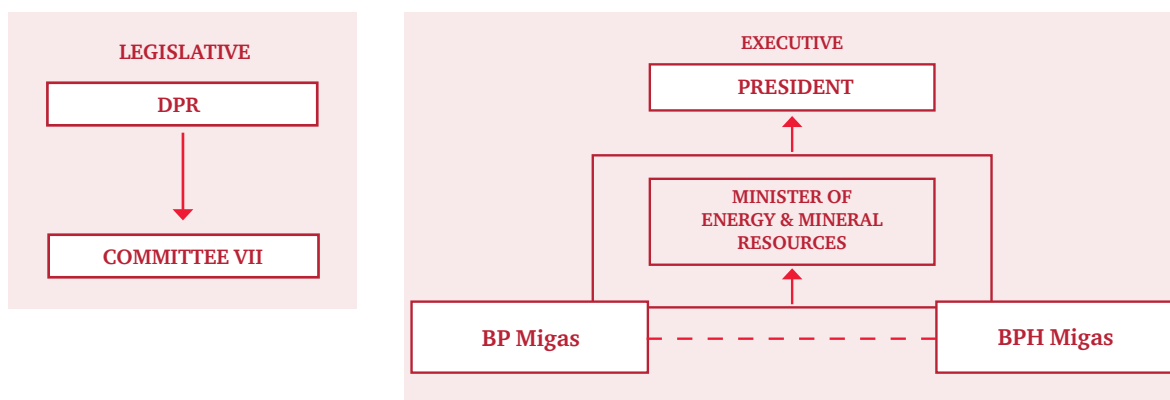 LEGISLATIVE
DPR
COMMITTEE VII
EXECUTIVE
PRESIDENT
MINISTER OF
ENERGY & MINERAL
RESOURCES
BP Migas
BPH Migas